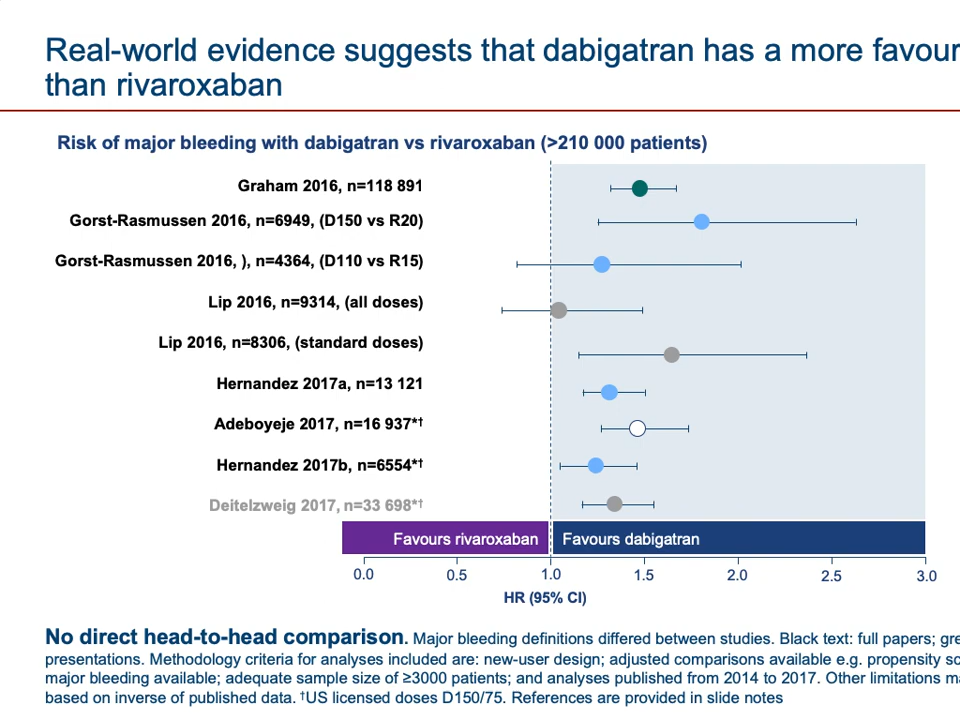 Real-world evidence suggests that dabigatran has a more favour
than rivaroxaban
Risk of major bleeding with dabigatran vs rivaroxaban (>210 000 patients)
Graham 2016, n=118 891
Gorst-Rasmussen 2016, n=6949, (D150 vs R20)
Gorst-Rasmussen 2016, ), n=4364, (D110 vs R15)
Lip 2016, n=9314, (all doses)
Lip 2016, n=8306, (standard doses)
Hernandez 2017a, n=13 121
Adeboyeje 2017, n=16 937*†
Hernandez 2017b, n=6554*†
Deitelzweig 2017, n=33 698*†
Favours rivaroxaban Favours dabigatran
0.0 0.5 1.0 1.5 2.0 2.5 3.0
HR (95% CI)
No direct head-to-head comparison. Major bleeding definitions differed between studies. Black text: full papers; gre
presentations. Methodology criteria for analyses included are: new-user design; adjusted comparisons available e.g. propensity sc
major bleeding available; adequate sample size of ≥3000 patients; and analyses published from 2014 to 2017. Other limitations ma
based on inverse of published data. †US licensed doses D150/75. References are provided in slide notes